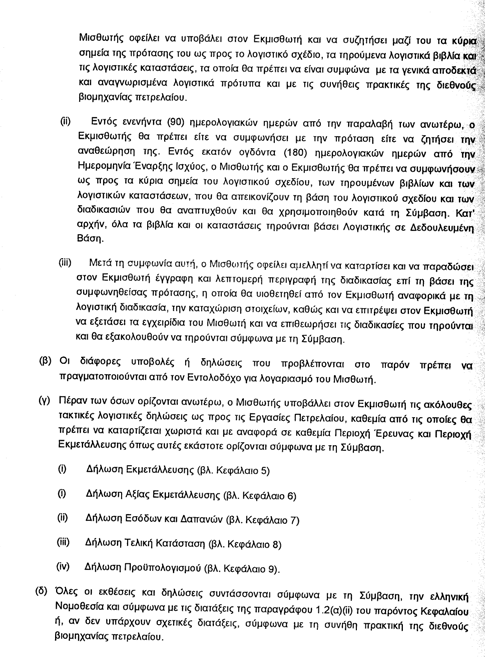 Μισθωτής οφείλει να υποβάλει στον Εκμισθωτή και να συζητήσει μαζί του τα κύρια
σημεία της πρότασης του ως προς το λογιστικό σχέδιο, τα τηρούμενα λογιστικά βιβλία και
τις λογιστικές καταστάσεις, τα οποία θα πρέπει να είναι σύμφωνα με τα γενικά αποδεκτά
και αναγνωρισμένα λογιστικά πρότυπα και με τις συνήθεις πρακτικές της διεθνούς
βιομηχανίας πετρελαίου.
(ii) Εντός ενενήντα (90) ημερολογιακών ημερών από την παραλαβή των ανωτέρω, ο
Εκμισθωτής θα πρέπει είτε να συμφωνήσει με την πρόταση είτε να ζητήσει την
αναθεώρηση της. Εντός εκατόν ογδόντα (180) ημερολογιακών ημερών από την
Ημερομηνία Έναρξης Ισχύος, ο Μισθωτής και ο Εκμισθωτής θα πρέπει να συμφωνήσουν
ως προς τα κύρια σημεία του λογιστικού σχεδίου, των τηρουμένων βιβλίων και των
λογιστικών καταστάσεων, που θα απεικονίζουν τη βάση του λογιστικού σχεδίου και των
διαδικασιών που θα αναπτυχθούν και θα χρησιμοποιηθούν κατά τη Σύμβαση. Κατ'
αρχήν, όλα τα βιβλία και οι καταστάσεις τηρούνται βάσει Λογιστικής σε Δεδουλευμένη
Βάση.
(iii) Μετά τη συμφωνία αυτή, ο Μισθωτής οφείλει αμελλητί να καταρτίσει και να παραδώσει
στον Εκμισθωτή έγγραφη και λεπτομερή περιγραφή της διαδικασίας επί τη βάσει της
συμφωνηθείσας πρότασης, η οποία θα υιοθετηθεί από τον Εκμισθωτή αναφορικά με τη
λογιστική διαδικασία, την καταχώριση στοιχείων, καθώς και να επιτρέψει στον Εκμισθωτή
να εξετάσει τα εγχειρίδια του Μισθωτή και να επιθεωρήσει τις διαδικασίες που τηρούνται
και θα εξακολουθούν να τηρούνται σύμφωνα με τη Σύμβαση.
(β) Οι διάφορες υποβολές ή δηλώσεις που προβλέπονται στο παρόν πρέπει να
πραγματοποιούνται από τον Εντολοδόχο για λογαριασμό του Μισθωτή.
(γ) Πέραν των όσων ορίζονται ανωτέρω, ο Μισθωτής υποβάλλει στον Εκμισθωτή τις ακόλουθες
τακτικές λογιστικές δηλώσεις ως προς τις Εργασίες Πετρελαίου, καθεμία από τις οποίες θα
πρέπει να καταρτίζεται χωριστά και με αναφορά σε καθεμία Περιοχή Έρευνας και Περιοχή
Εκμετάλλευσης όπως αυτές εκάστοτε ορίζονται σύμφωνα με τη Σύμβαση.
(i) Δήλωση Εκμετάλλευσης (βλ. Κεφάλαιο 5)
(i) Δήλωση Αξίας Εκμετάλλευσης (βλ. Κεφάλαιο 6)
(ii) Δήλωση Εσόδων και Δαπανών (βλ. Κεφάλαιο 7)
(iii) Δήλωση Τελική Κατάσταση (βλ. Κεφάλαιο 8)
(iv) Δήλωση Προϋπολογισμού (βλ. Κεφάλαιο 9).
(δ) Όλες οι εκθέσεις και δηλώσεις συντάσσονται σύμφωνα με τη Σύμβαση, την ελληνική
Νομοθεσία και σύμφωνα με τις διατάξεις της παραγράφου 1.2(α)(ii) του παρόντος Κεφαλαίου
ή, αν δεν υπάρχουν σχετικές διατάξεις, σύμφωνα με τη συνήθη πρακτική της διεθνούς
βιομηχανίας πετρελαίου.